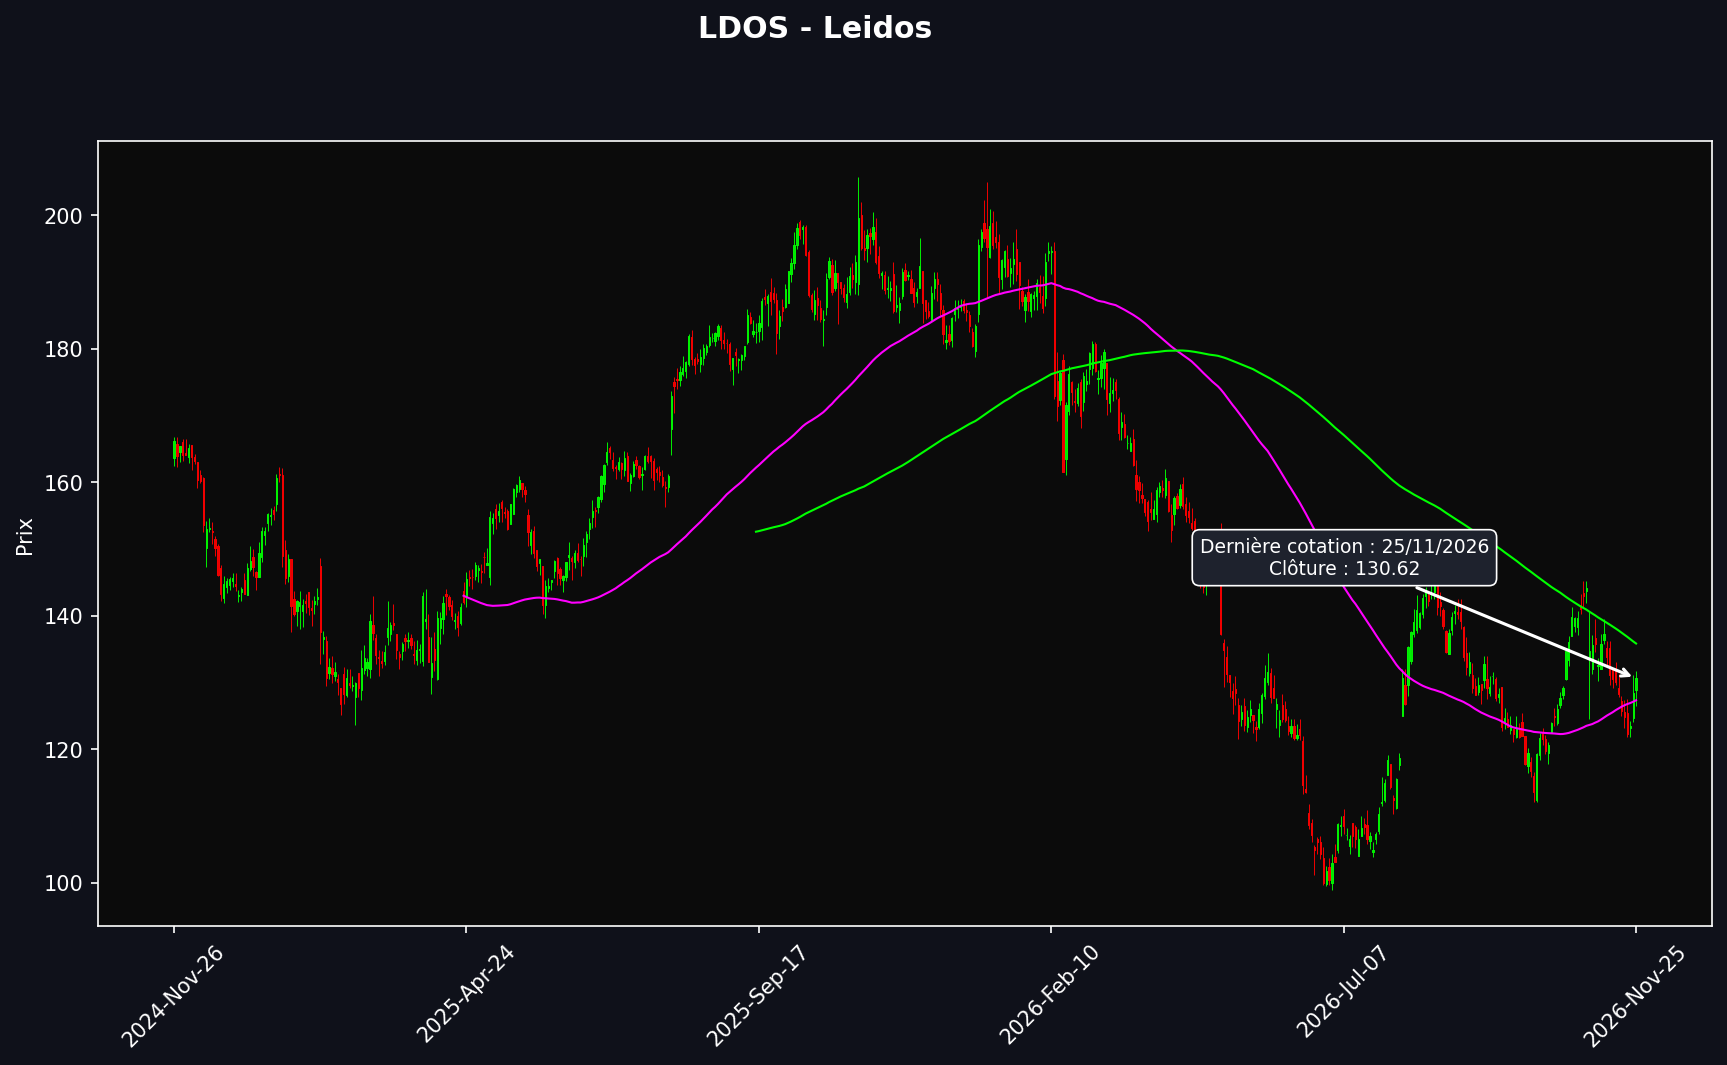 LDOS - Leidos
Prix
200
180
160
140
120
100
Dernière cotation : 25/11/2026
Clôture : 130.62
2024-Nov-26
2025-Apr-24
2025-Sep-17
2026-Feb-10
2026-Jul-07
2026-Nov-25